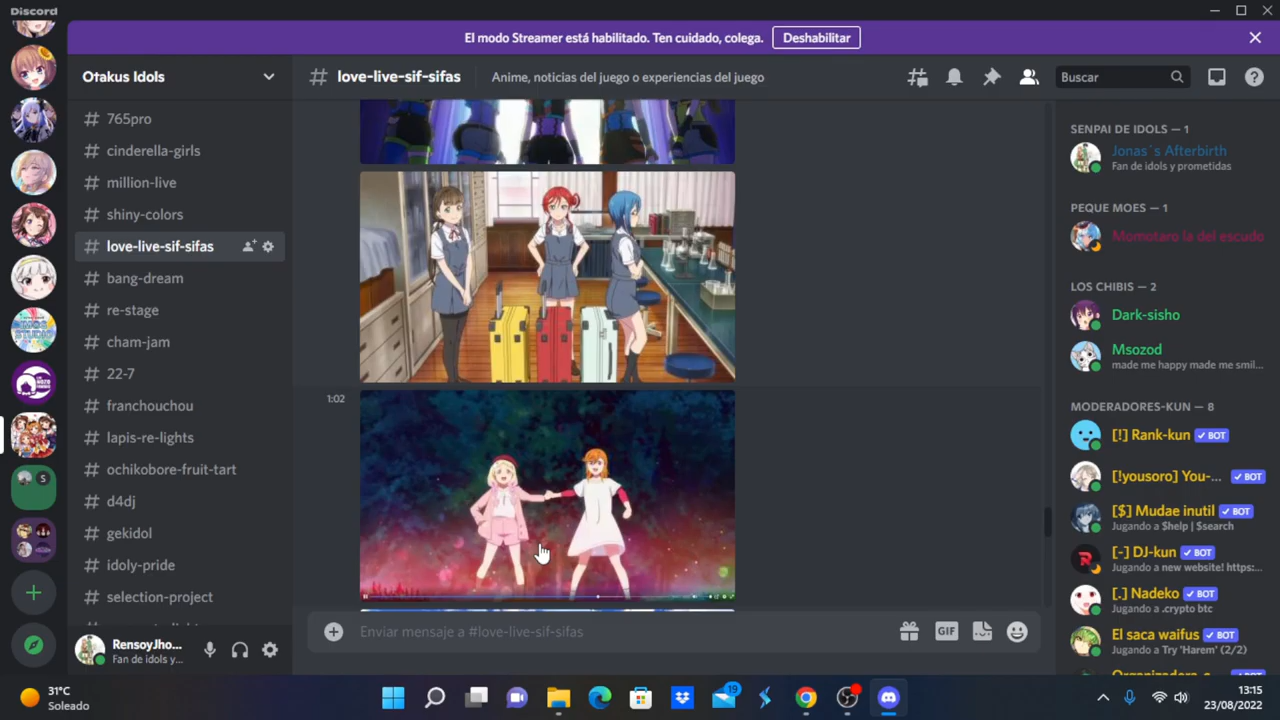 Discord
El modo Streamer está habilitado. Ten cuidado, colega.
Deshabilitar
Otakus Idols
love-live-sif-sifas
Anime, noticias del juego o experiencias del juego
Buscar
# 765pro
# cinderella-girls
# million-live
# shiny-colors
# love-live-sif-sifas
# bang-dream
# re-stage
# cham-jam
# 22-7
# franchouchou
# lapis-re-lights
# ochikobore-fruit-tart
# d4dj
# gekidol
# idoly-pride
# selection-project
RensoyJho...
Fan de idols y...
S
1:02
Enviar mensaje a #love-live-sif-sifas
GIF
SENPAI DE IDOLS — 1
Jonas´s Afterbirth
Fan de idols y prometidas
PEQUE MOES — 1
Momotaro la del escudo
LOS CHIBIS — 2
Dark-sisho
Msozod
made me happy made me smil...
MODERADORES-KUN — 8
[!] Rank-kun BOT
[!yousoro] You-... BOT
[$] Mudae inutil BOT
Jugando a $help | $search
[-] DJ-kun BOT
Jugando a new website! https:...
[.] Nadeko BOT
Jugando a .crypto btc
El saca waifus BOT
Jugando a Try 'Harem' (2/2)
31°C
Soleado
19
13:15
23/08/2022